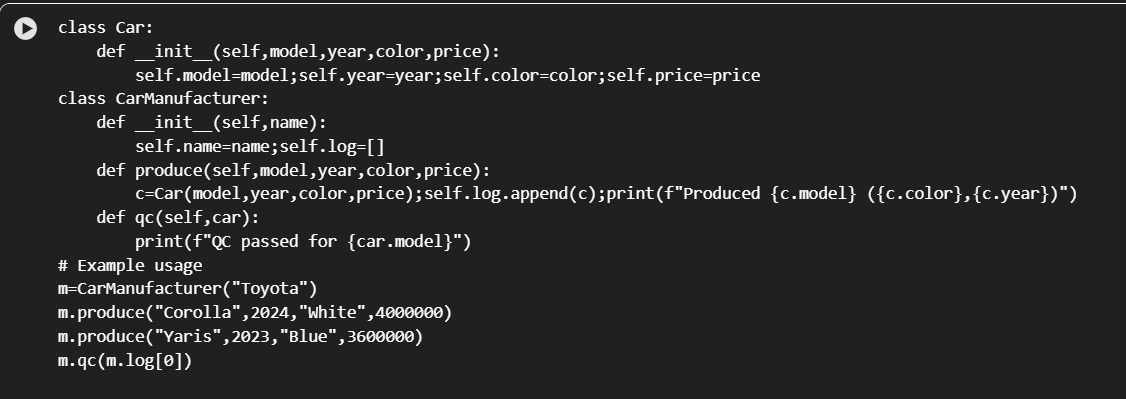 class Car:
    def __init__(self,model,year,color,price):
        self.model=model;self.year=year;self.color=color;self.price=price
class CarManufacturer:
    def __init__(self,name):
        self.name=name;self.log=[]
    def produce(self,model,year,color,price):
        c=Car(model,year,color,price);self.log.append(c);print(f"Produced {c.model} ({c.color},{c.year})")
    def qc(self,car):
        print(f"QC passed for {car.model}")
# Example usage
m=CarManufacturer("Toyota")
m.produce("Corolla",2024,"White",4000000)
m.produce("Yaris",2023,"Blue",3600000)
m.qc(m.log[0])